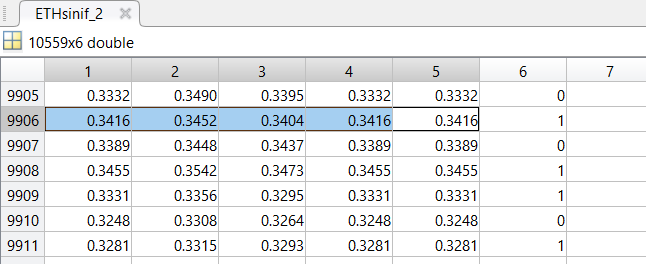 ETHsinif_2
10559x6 double
1 2 3 4 5 6 7
9905 0.3332 0.3490 0.3395 0.3332 0.3332 0
9906 0.3416 0.3452 0.3404 0.3416 0.3416 1
9907 0.3389 0.3448 0.3437 0.3389 0.3389 0
9908 0.3455 0.3542 0.3473 0.3455 0.3455 1
9909 0.3331 0.3356 0.3295 0.3331 0.3331 1
9910 0.3248 0.3308 0.3264 0.3248 0.3248 0
9911 0.3281 0.3315 0.3293 0.3281 0.3281 1